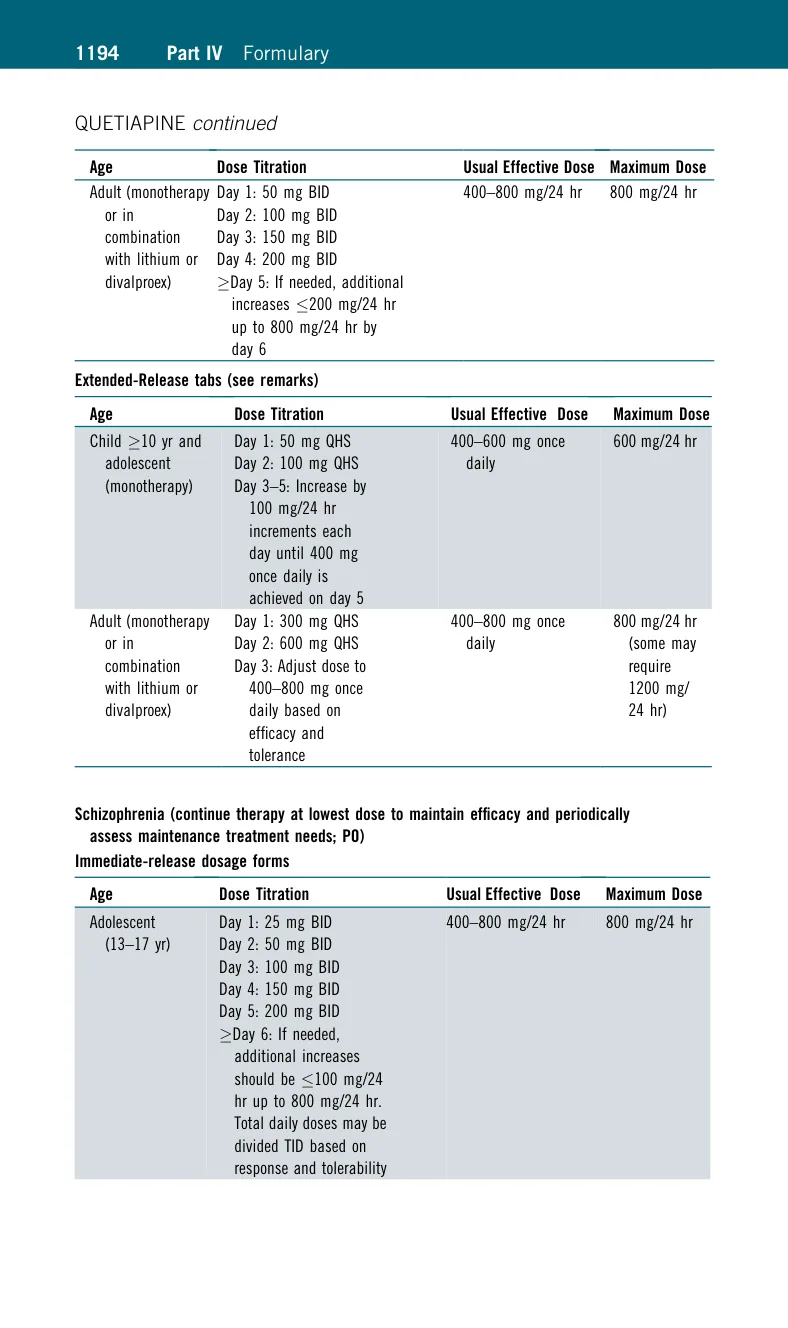 1194 Part IV Formulary
QUETIAPINE continued
Age Dose Titration Usual Effective Dose Maximum Dose
Adult (monotherapy Day 1: 50 mg BID 400–800 mg/24 hr 800 mg/24 hr
or in Day 2: 100 mg BID
combination Day 3: 150 mg BID
with lithium or Day 4: 200 mg BID
divalproex) ≥Day 5: If needed, additional
increases ≤200 mg/24 hr
up to 800 mg/24 hr by
day 6
Extended-Release tabs (see remarks)
Age Dose Titration Usual Effective Dose Maximum Dose
Child ≥10 yr and Day 1: 50 mg QHS 400–600 mg once 600 mg/24 hr
adolescent Day 2: 100 mg QHS daily
(monotherapy) Day 3–5: Increase by
100 mg/24 hr
increments each
day until 400 mg
once daily is
achieved on day 5
Adult (monotherapy Day 1: 300 mg QHS 400–800 mg once 800 mg/24 hr
or in Day 2: 600 mg QHS daily (some may
combination Day 3: Adjust dose to require
with lithium or 400–800 mg once 1200 mg/
divalproex) daily based on 24 hr)
efficacy and
tolerance
Schizophrenia (continue therapy at lowest dose to maintain efficacy and periodically
assess maintenance treatment needs; PO)
Immediate-release dosage forms
Age Dose Titration Usual Effective Dose Maximum Dose
Adolescent Day 1: 25 mg BID 400–800 mg/24 hr 800 mg/24 hr
(13–17 yr) Day 2: 50 mg BID
Day 3: 100 mg BID
Day 4: 150 mg BID
Day 5: 200 mg BID
≥Day 6: If needed,
additional increases
should be ≤100 mg/24
hr up to 800 mg/24 hr.
Total daily doses may be
divided TID based on
response and tolerability